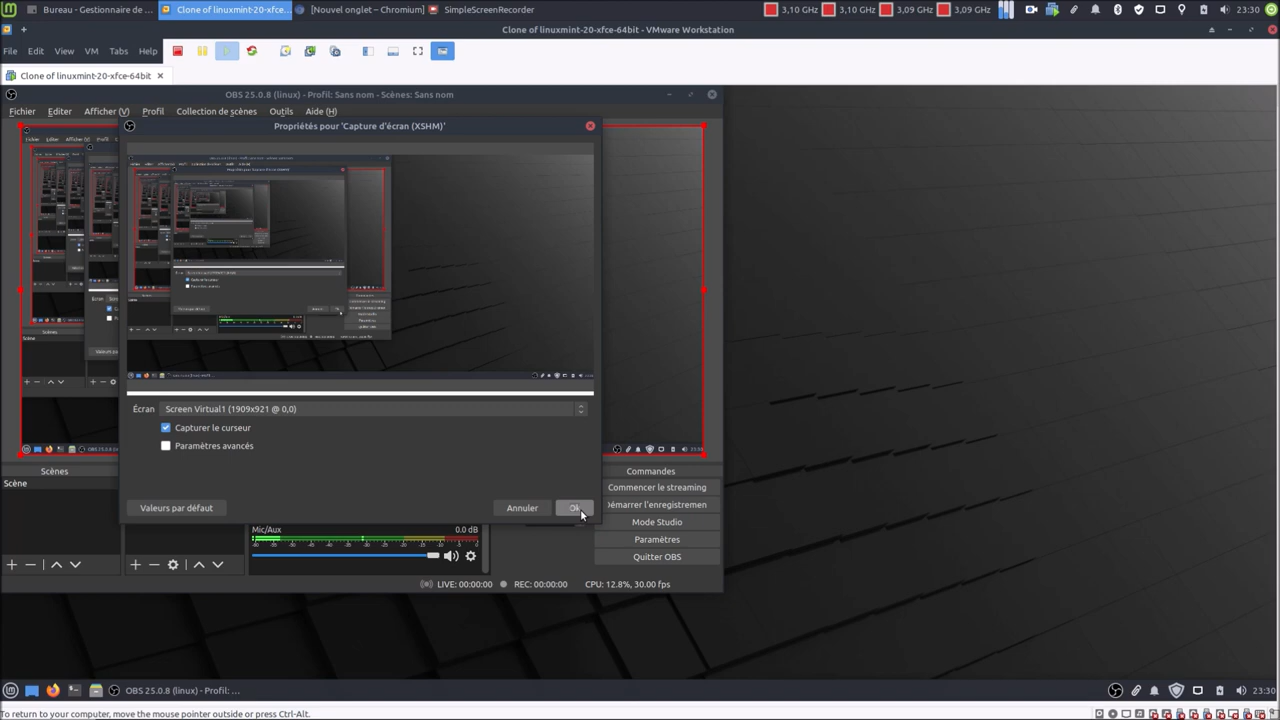 Bureau - Gestionnaire de ...
Clone of linuxmint-20-xfce...
[Nouvel onglet – Chromium]
SimpleScreenRecorder
3,10 GHz
3,10 GHz
3,09 GHz
3,09 GHz
23:30
Clone of linuxmint-20-xfce-64bit - VMware Workstation
File Edit View VM Tabs Help
Clone of linuxmint-20-xfce-64bit
OBS 25.0.8 (linux) - Profil: Sans nom - Scènes: Sans nom
Fichier Editer Afficher (V) Profil Collection de scènes Outils Aide (H)
Propriétés pour 'Capture d'écran (XSHM)'
Écran Screen Virtual1 (1909x921 @ 0,0)
Capturer le curseur
Paramètres avancés
Valeurs par défaut
Annuler
Ok
Scènes
Scène
Commandes
Commencer le streaming
Démarrer l'enregistremen
Mode Studio
Paramètres
Quitter OBS
Mic/Aux 0.0 dB
LIVE: 00:00:00 REC: 00:00:00 CPU: 12.8%, 30.00 fps
OBS 25.0.8 (linux) - Profil: ...
23:30
To return to your computer, move the mouse pointer outside or press Ctrl-Alt.